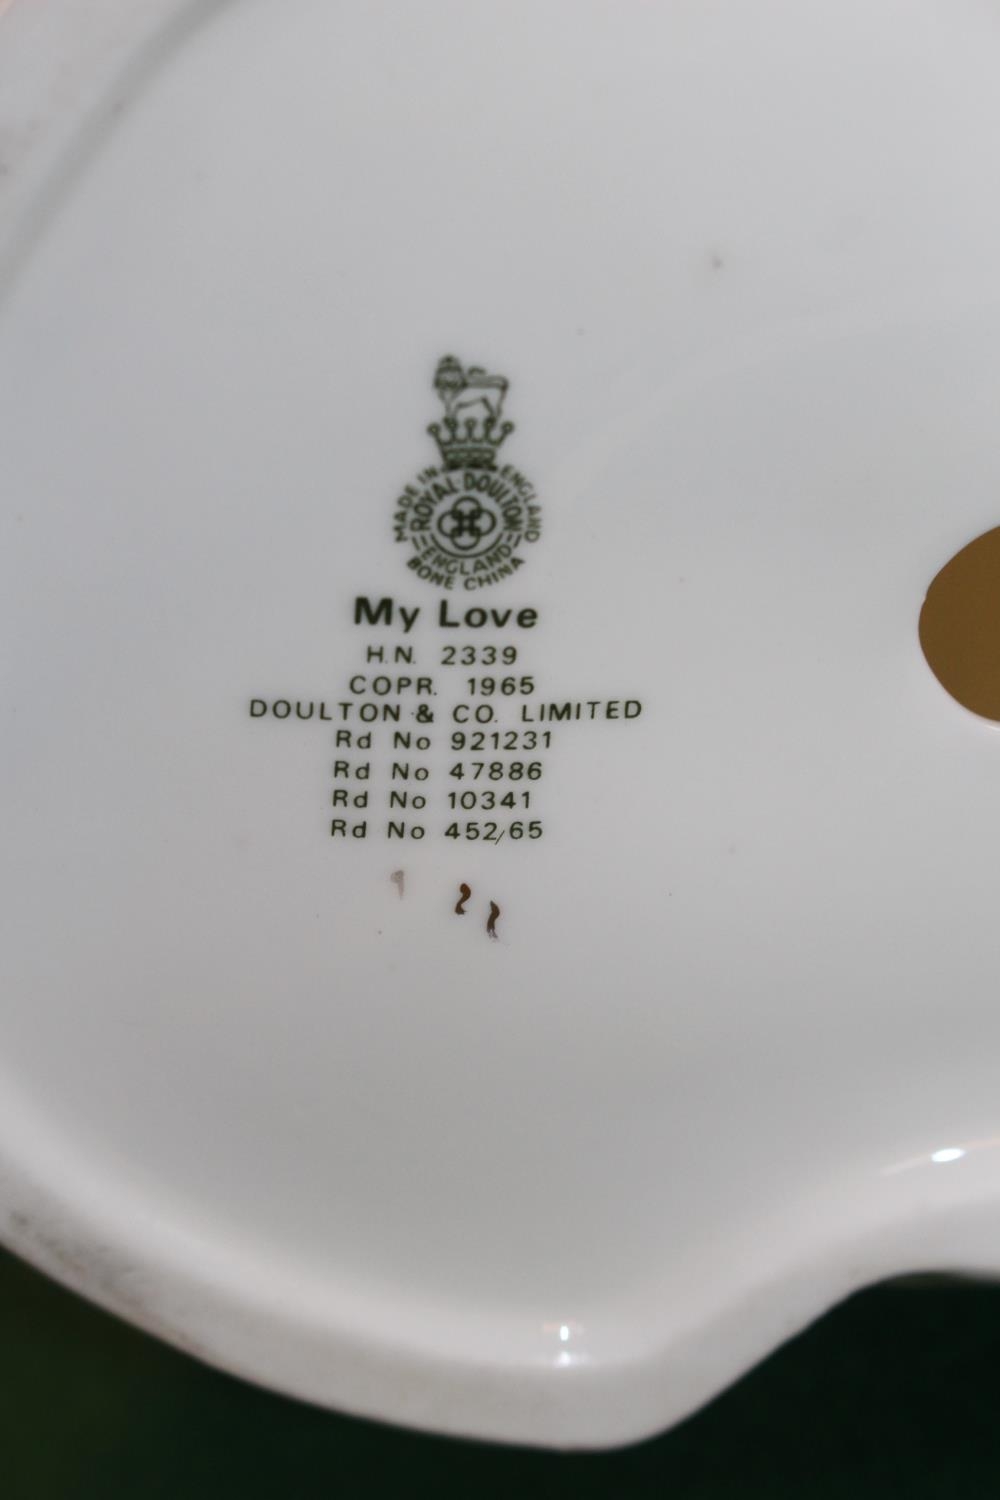 MADE IN ENGLAND
ROYAL DOULTON
ENGLAND
BONE CHINA
My Love
H.N. 2339
COPR. 1965
DOULTON & CO. LIMITED
Rd No 921231
Rd No 47886
Rd No 10341
Rd No 452/65